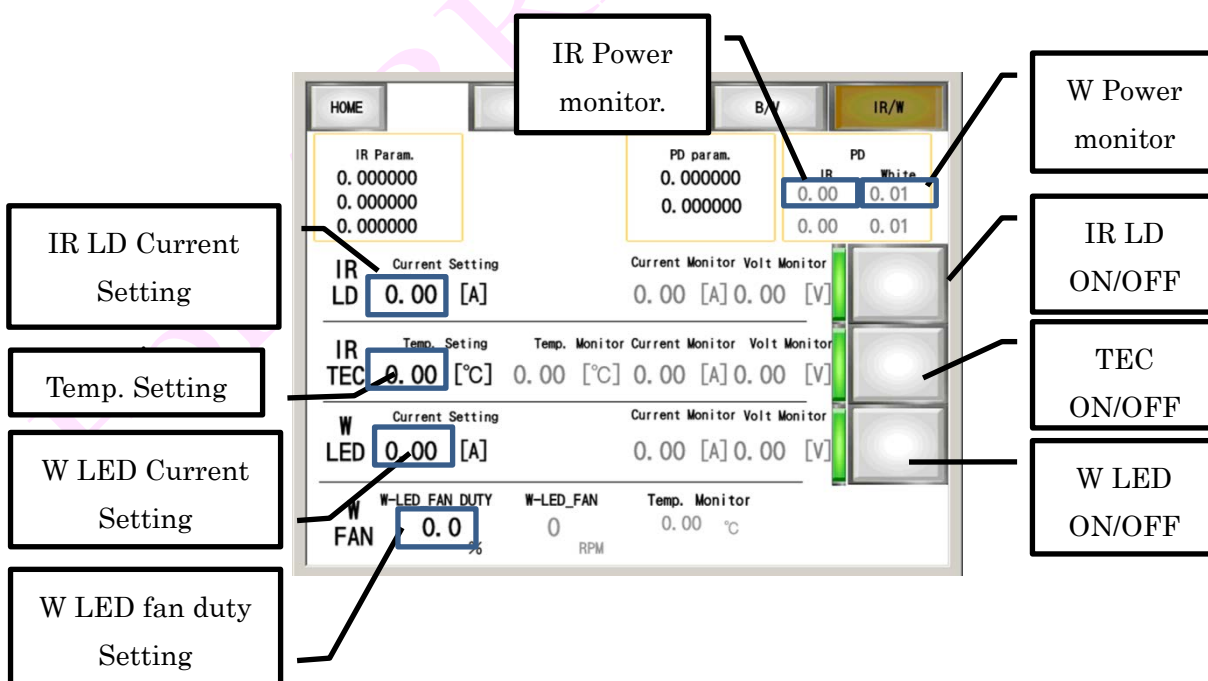 IR Power
monitor.
W Power
monitor
HOME
B/V
IR/W
IR Param.
0.000000
0.000000
0.000000
PD param.
0.000000
0.000000
PD
IR White
0.00 0.01
0.00 0.01
IR LD Current
Setting
IR LD
ON/OFF
IR
LD
Current Setting
0.00 [A]
Current Monitor Volt Monitor
0.00 [A] 0.00 [V]
Temp. Setting
TEC
ON/OFF
IR
TEC
Temp. Seting
0.00 [℃]
Temp. Monitor Current Monitor Volt Monitor
0.00 [℃] 0.00 [A] 0.00 [V]
W LED Current
Setting
W LED
ON/OFF
W
LED
Current Setting
0.00 [A]
Current Monitor Volt Monitor
0.00 [A] 0.00 [V]
W LED fan duty
Setting
W
FAN
W-LED FAN DUTY
0.0 %
W-LED_FAN
0 RPM
Temp. Monitor
0.00 ℃